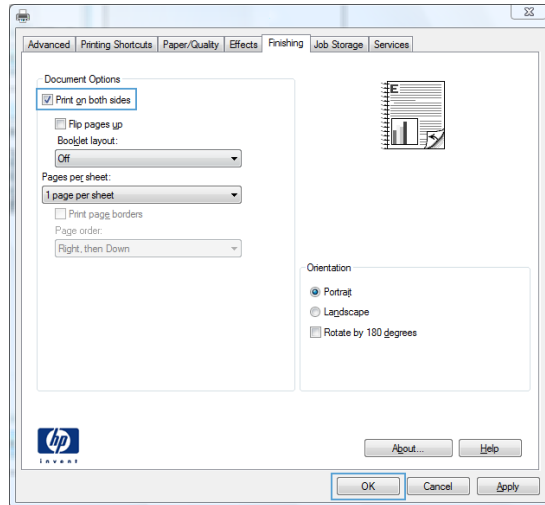 Advanced Printing Shortcuts Paper/Quality Effects Finishing Job Storage Services
Document Options
Print on both sides
Flip pages up
Booklet layout:
Off
Pages per sheet:
1 page per sheet
Print page borders
Page order:
Right, then Down
E
Orientation
Portrait
Landscape
Rotate by 180 degrees
hp
invent
About... Help
OK Cancel Apply